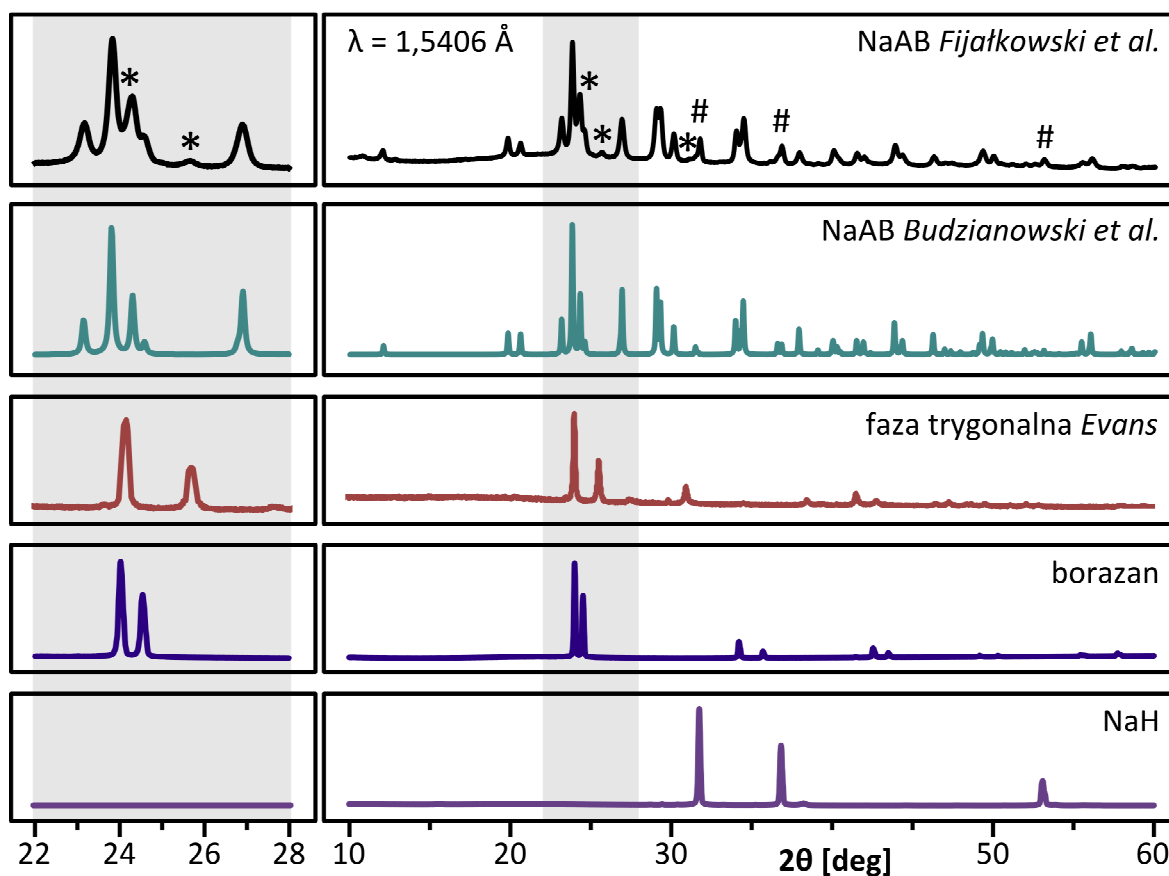 λ = 1,5406 Å
NaAB Fijałkowski et al.
* * * * * # # #
NaAB Budzianowski et al.
faza trygonalna Evans
borazan
NaH
22 24 26 28 10 20 30 50 60
2θ [deg]